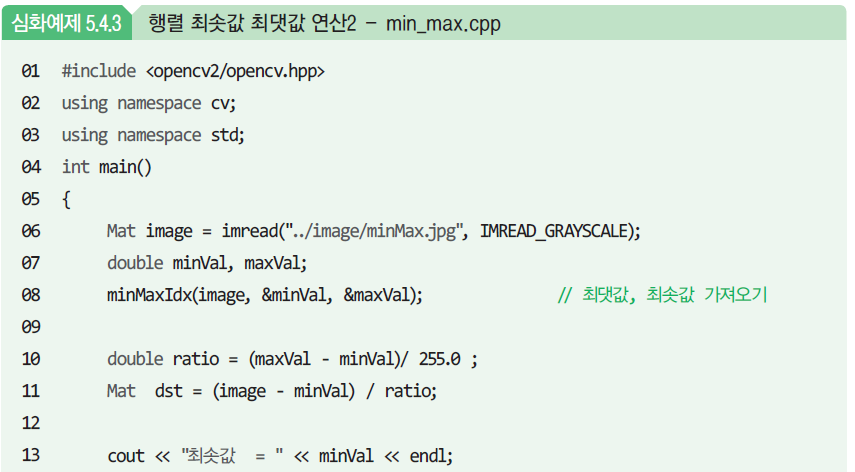 심화예제 5.4.3 행렬 최솟값 최댓값 연산2 - min_max.cpp
01 #include <opencv2/opencv.hpp>
02 using namespace cv;
03 using namespace std;
04 int main()
05 {
06 Mat image = imread("../image/minMax.jpg", IMREAD_GRAYSCALE);
07 double minVal, maxVal;
08 minMaxIdx(image, &minVal, &maxVal); // 최댓값, 최솟값 가져오기
09
10 double ratio = (maxVal - minVal)/ 255.0 ;
11 Mat dst = (image - minVal) / ratio;
12
13 cout << "최솟값 = " << minVal << endl;